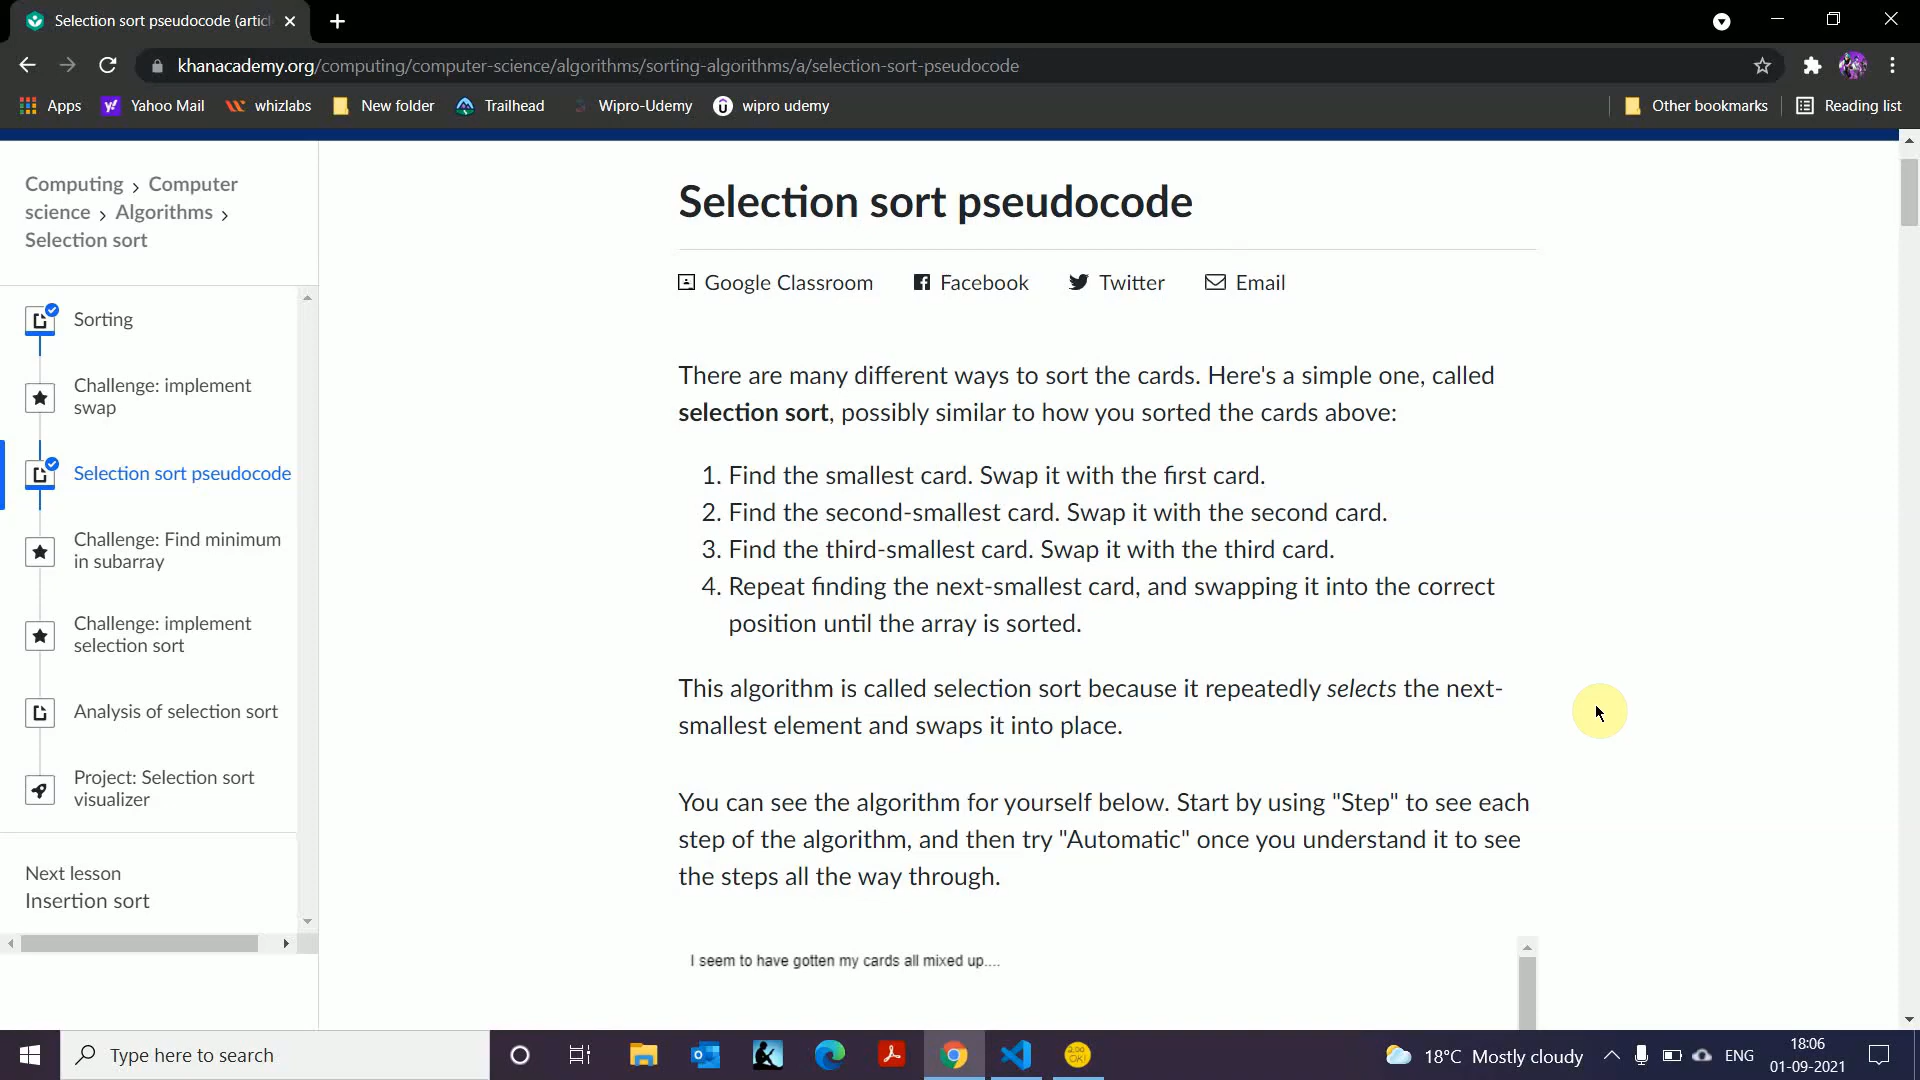 Selection sort pseudocode (artic
khanacademy.org/computing/computer-science/algorithms/sorting-algorithms/a/selection-sort-pseudocode
Apps Yahoo Mail whizlabs New folder Trailhead Wipro-Udemy wipro udemy Other bookmarks Reading list
Computing › Computer
science › Algorithms ›
Selection sort
Sorting
Challenge: implement
swap
Selection sort pseudocode
Challenge: Find minimum
in subarray
Challenge: implement
selection sort
Analysis of selection sort
Project: Selection sort
visualizer
Next lesson
Insertion sort
Selection sort pseudocode
Google Classroom Facebook Twitter Email
There are many different ways to sort the cards. Here's a simple one, called
selection sort, possibly similar to how you sorted the cards above:
1. Find the smallest card. Swap it with the first card.
2. Find the second-smallest card. Swap it with the second card.
3. Find the third-smallest card. Swap it with the third card.
4. Repeat finding the next-smallest card, and swapping it into the correct
position until the array is sorted.
This algorithm is called selection sort because it repeatedly selects the next-
smallest element and swaps it into place.
You can see the algorithm for yourself below. Start by using "Step" to see each
step of the algorithm, and then try "Automatic" once you understand it to see
the steps all the way through.
I seem to have gotten my cards all mixed up....
Type here to search
18°C Mostly cloudy
ENG
18:06
01-09-2021